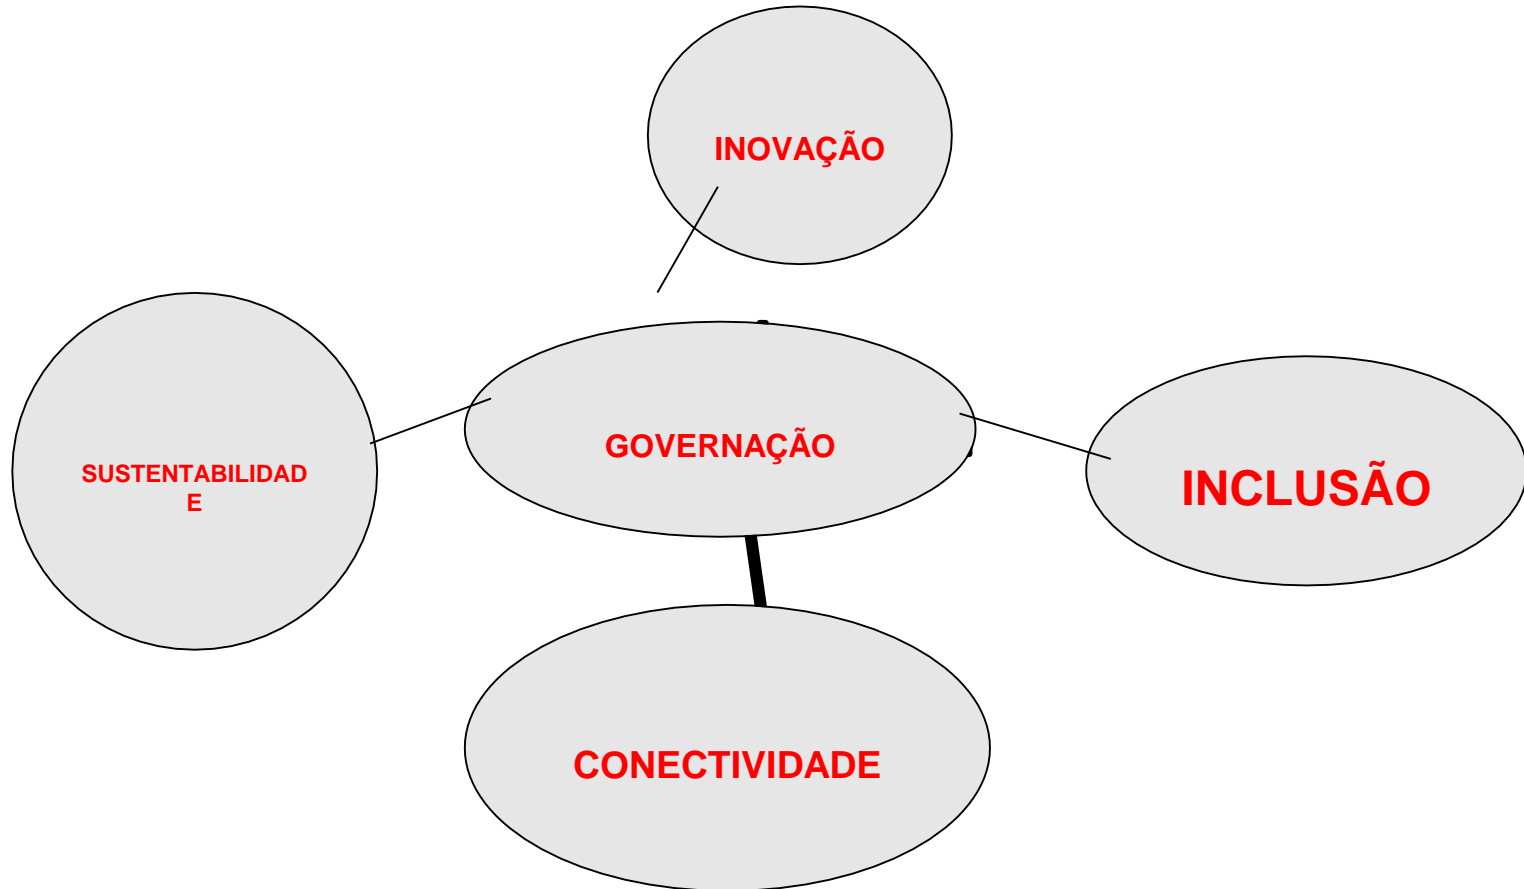 INOVAÇÃO
GOVERNAÇÃO
SUSTENTABILIDAD
E
INCLUSÃO
CONECTIVIDADE